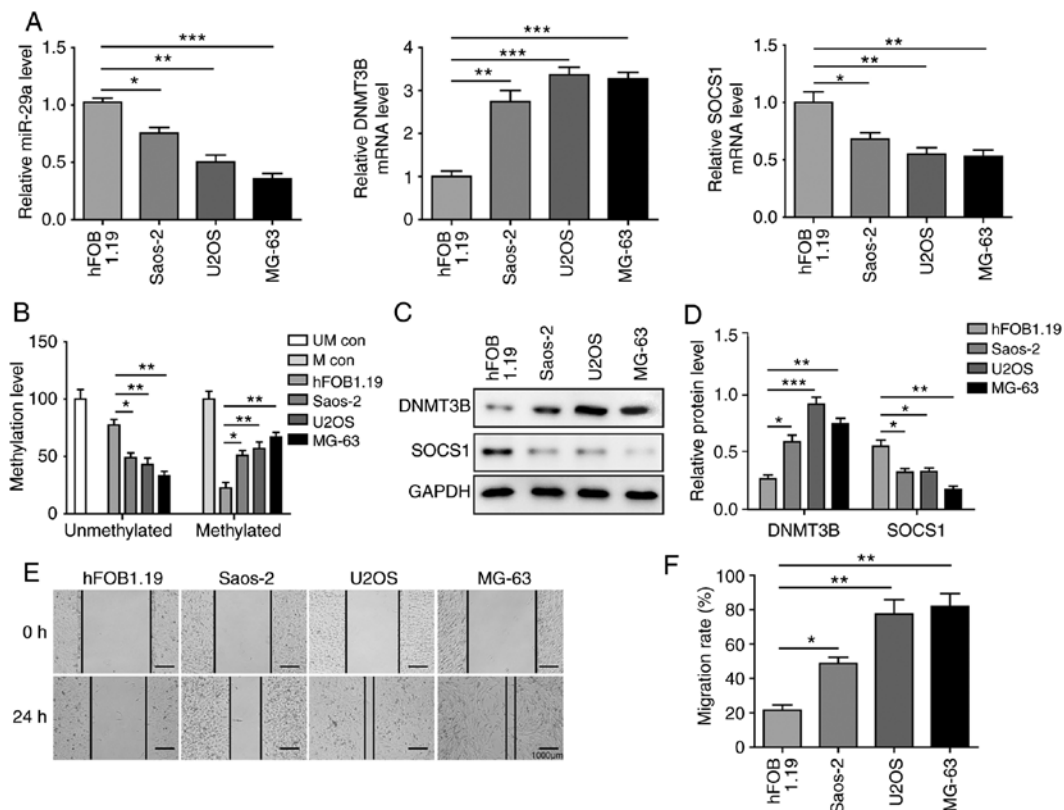 A
Relative miR-29a level
1.5
1.0
0.5
0.0
***
**
*
hFOB 1.19
Saos-2
U2OS
MG-63
Relative DNMT3B
mRNA level
4
3
2
1
0
***
***
**
hFOB 1.19
Saos-2
U2OS
MG-63
Relative SOCS1
mRNA level
1.5
1.0
0.5
0.0
**
**
*
hFOB 1.19
Saos-2
U2OS
MG-63
B
Methylation level
150
100
50
0
**
**
*
**
**
*
Unmethylated
Methylated
UM con
M con
hFOB1.19
Saos-2
U2OS
MG-63
C
hFOB 1.19
Saos-2
U2OS
MG-63
DNMT3B
SOCS1
GAPDH
D
Relative protein level
1.5
1.0
0.5
0.0
**
***
*
**
*
*
DNMT3B
SOCS1
hFOB1.19
Saos-2
U2OS
MG-63
E
hFOB1.19
Saos-2
U2OS
MG-63
0 h
24 h
1000µm
F
Migration rate (%)
100
80
60
40
20
0
**
**
*
hFOB 1.19
Saos-2
U2OS
MG-63